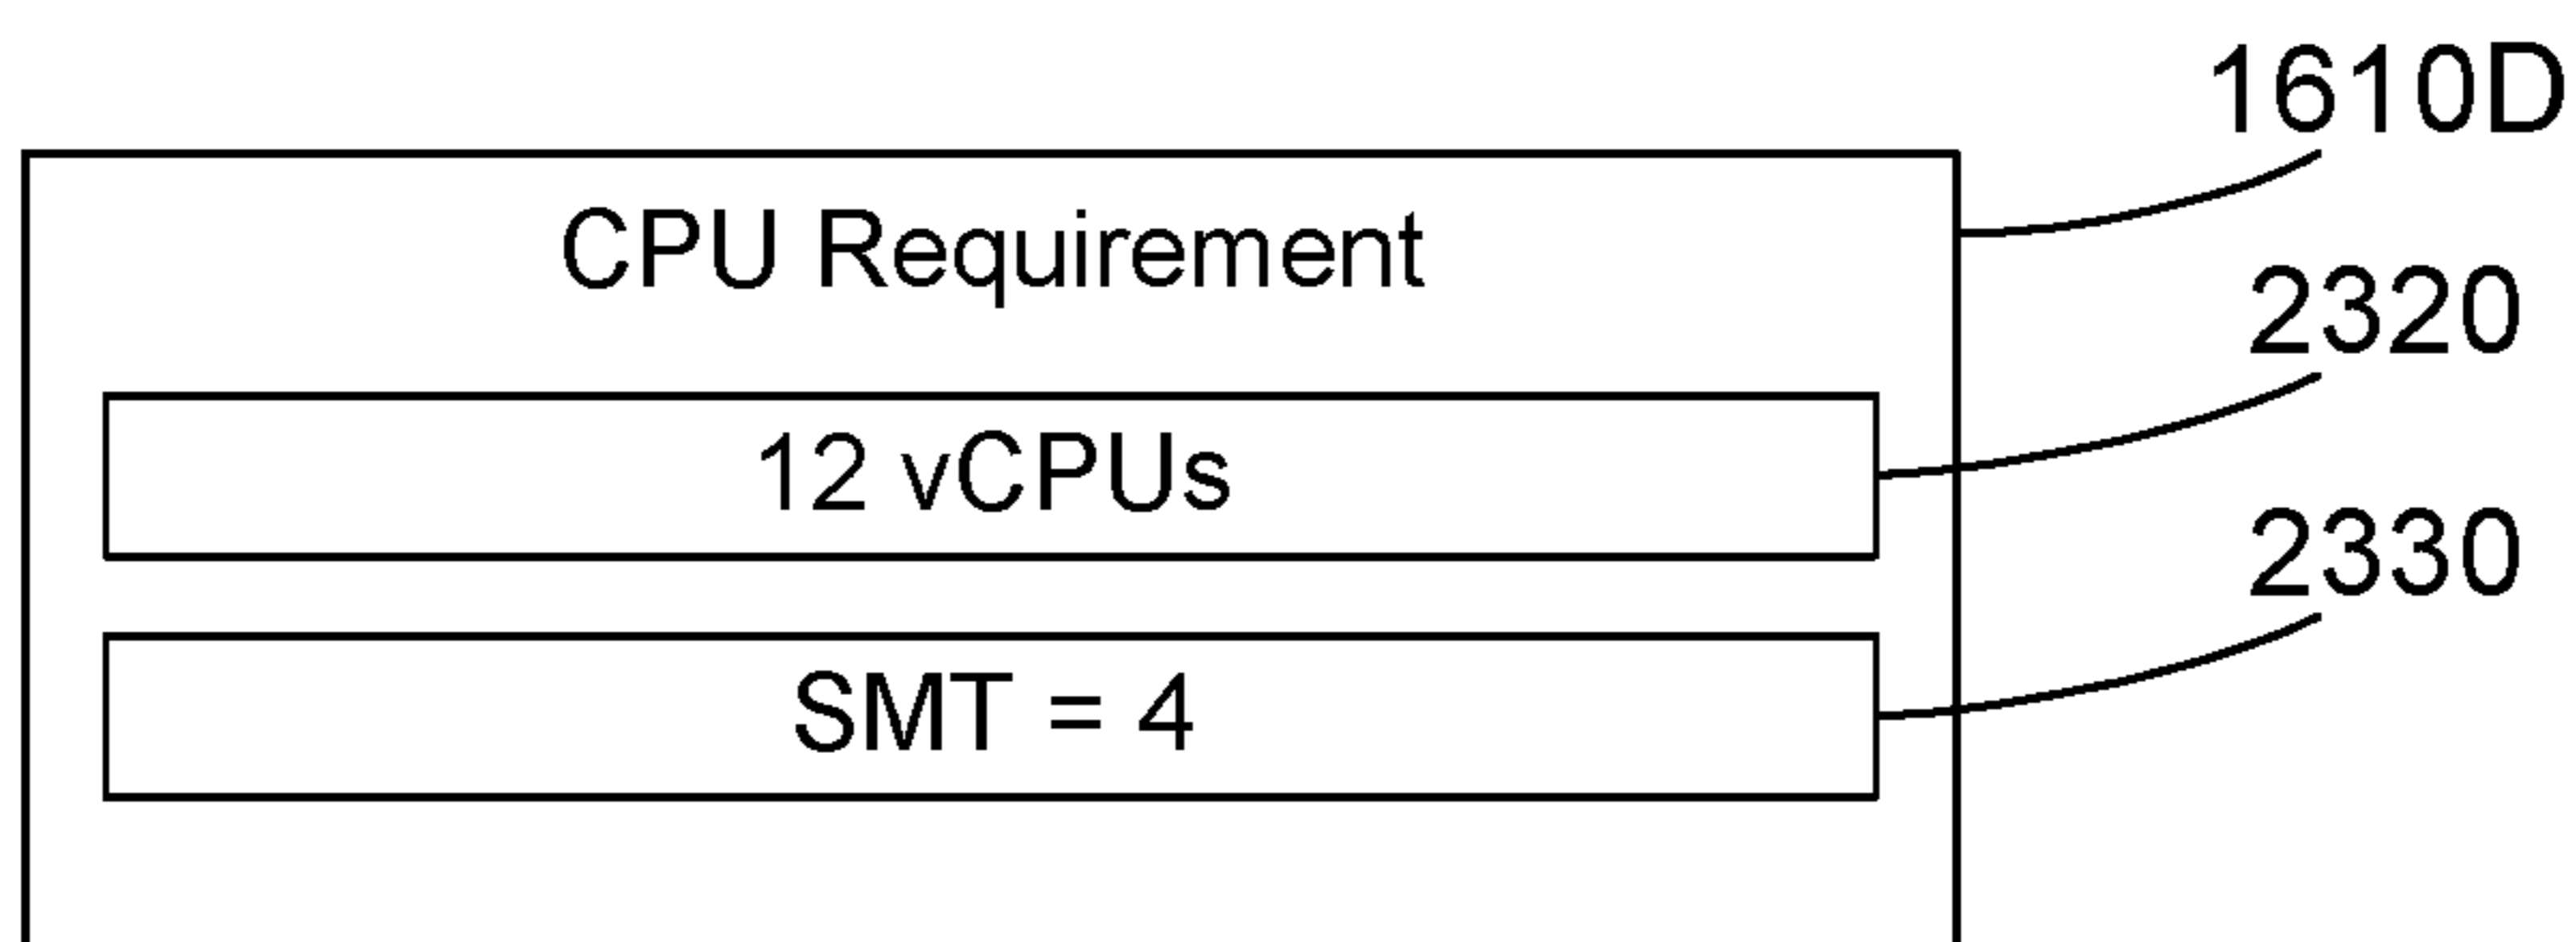 1610D
CPU Requirement
2320
12 vCPUs
2330
SMT = 4